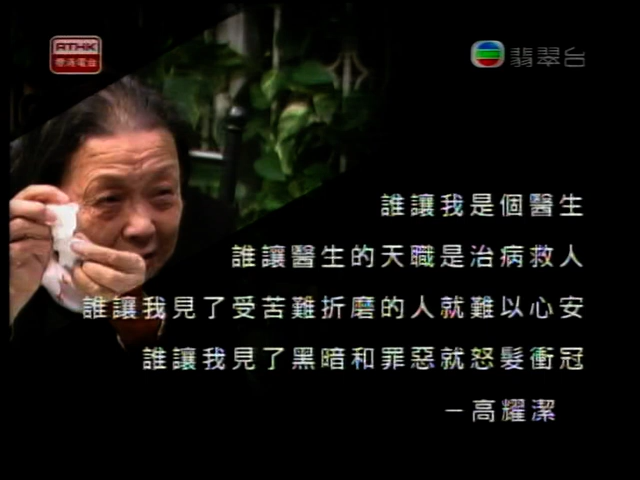 RTHK
香港電台
翡翠台
誰讓我是個醫生
誰讓醫生的天職是治病救人
誰讓我見了受苦難折磨的人就難以心安
誰讓我見了黑暗和罪惡就怒髮衝冠
–高耀潔